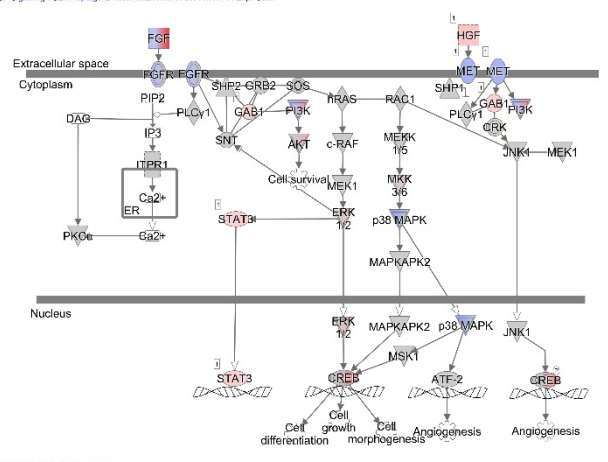 FGF
HGF
Extracellular space
Cytoplasm
FGFR FGFR
MET MET
PIP2
SHP2 GRB2 SOS
nRAS RAC1
SHP1
GAB1 PI3K
DAG
PLCγ1
GAB1 PI3K
PLCγ1
CRK
IP3
SNT
AKT
c-RAF
MEKK
1/5
JNK1 MEK1
ITPR1
Cell survival
MEK1
MKK
3/6
Ca2+
ER
STAT3
ERK
1/2
p38 MAPK
PKCα
Ca2+
MAPKAPK2
Nucleus
ERK
1/2
MAPKAPK2
p38 MAPK
JNK1
MSK1
STAT3
CREB
ATF-2
CREB
Cell
differentiation
Cell
growth
Cell
morphogenesis
Angiogenesis
Angiogenesis